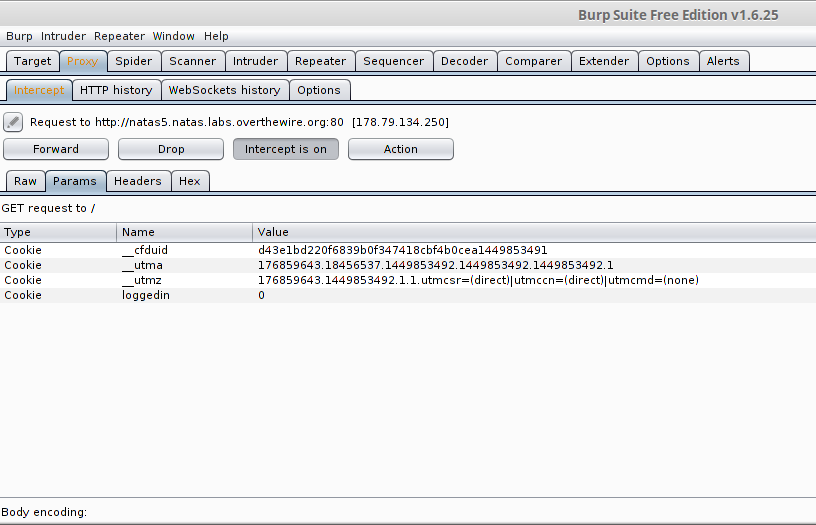 Burp Suite Free Edition v1.6.25
Burp Intruder Repeater Window Help
Target Proxy Spider Scanner Intruder Repeater Sequencer Decoder Comparer Extender Options Alerts
Intercept HTTP history WebSockets history Options
Request to http://natas5.natas.labs.overthewire.org:80 [178.79.134.250]
Forward Drop Intercept is on Action
Raw Params Headers Hex
GET request to /
Type Name Value
Cookie __cfduid d43e1bd220f6839b0f347418cbf4b0cea1449853491
Cookie __utma 176859643.18456537.1449853492.1449853492.1449853492.1
Cookie __utmz 176859643.1449853492.1.1.utmcsr=(direct)|utmccn=(direct)|utmcmd=(none)
Cookie loggedin 0
Body encoding: